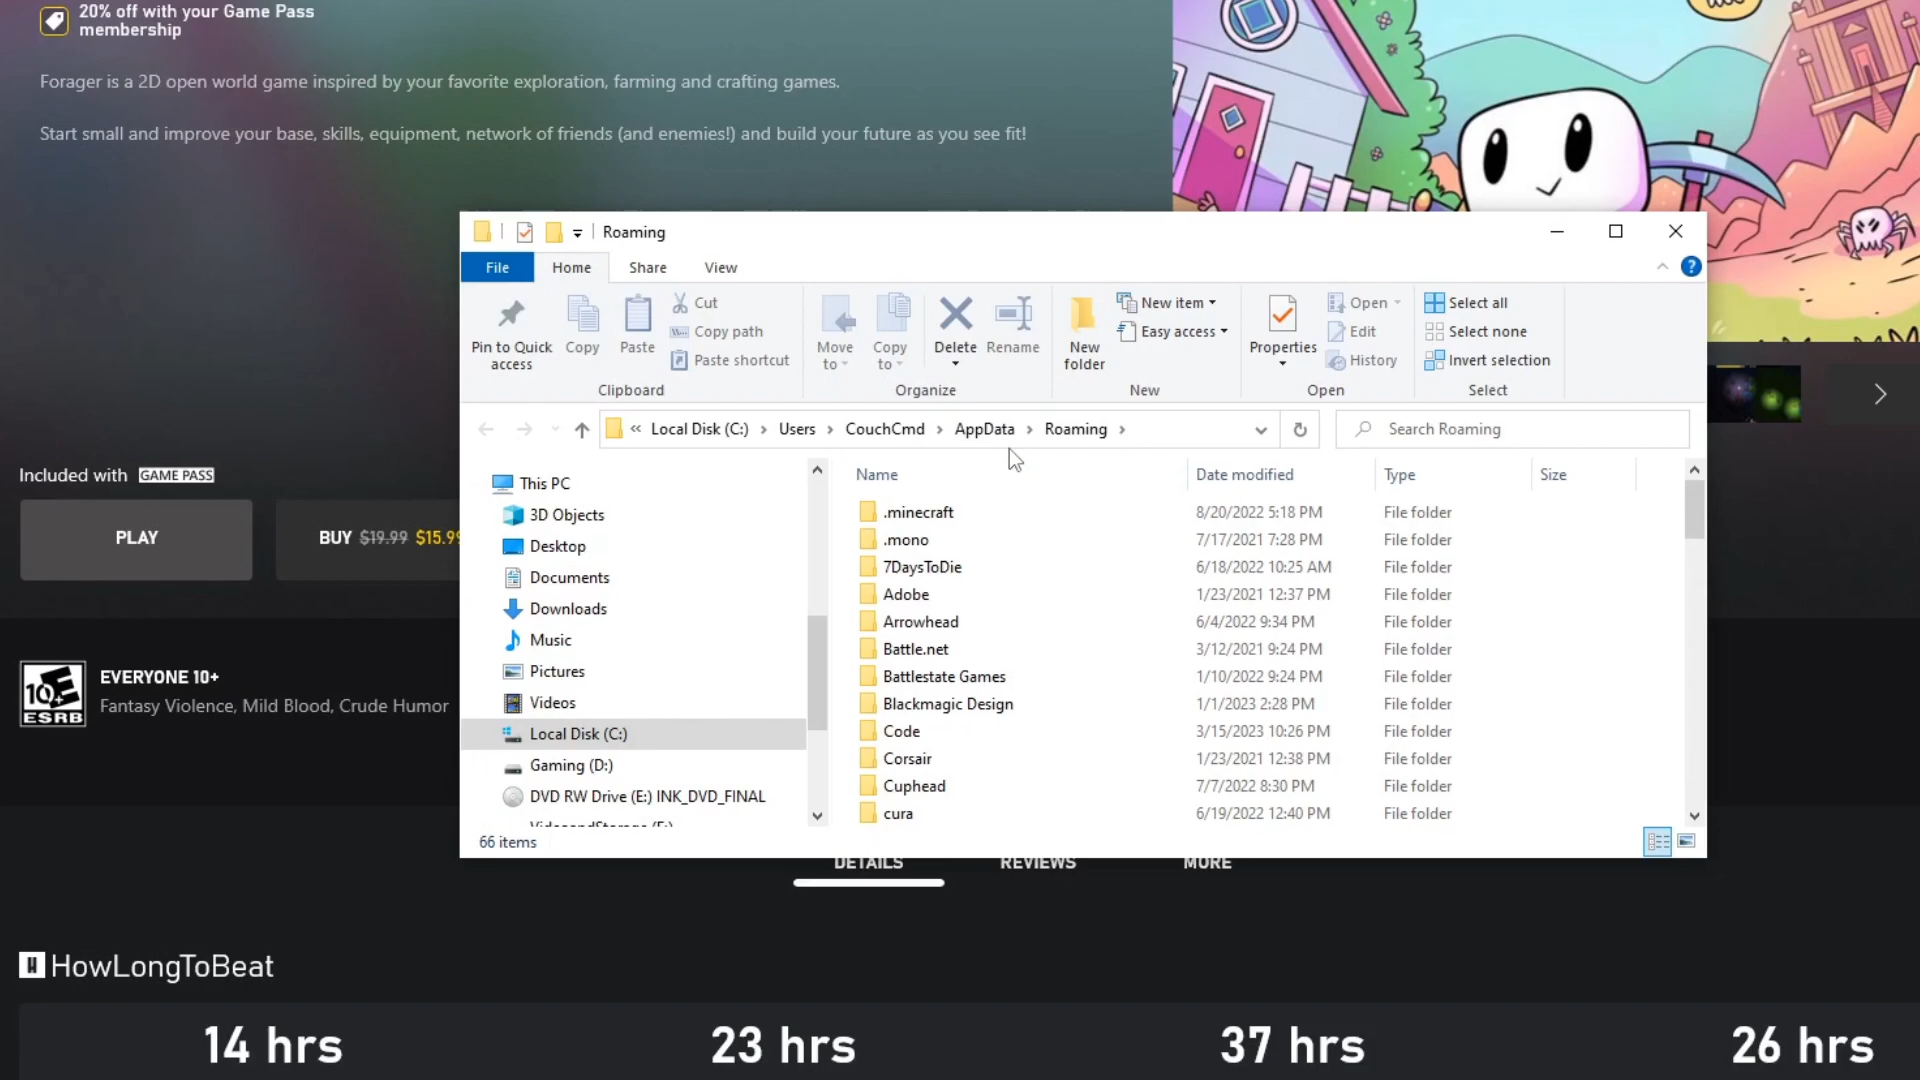 20% off with your Game Pass
membership
Forager is a 2D open world game inspired by your favorite exploration, farming and crafting games.
Start small and improve your base, skills, equipment, network of friends (and enemies!) and build your future as you see fit!
Included with GAME PASS
PLAY
BUY $19.99 $15.99
10+
ESRB
EVERYONE 10+
Fantasy Violence, Mild Blood, Crude Humor
Roaming
File Home Share View
Pin to Quick
access
Copy
Paste
Cut
Copy path
Paste shortcut
Clipboard
Move
to
Copy
to
Delete
Rename
Organize
New
folder
New item
Easy access
New
Properties
Open
Edit
History
Open
Select all
Select none
Invert selection
Select
« Local Disk (C:) › Users › CouchCmd › AppData › Roaming ›
Search Roaming
This PC
3D Objects
Desktop
Documents
Downloads
Music
Pictures
Videos
Local Disk (C:)
Gaming (D:)
DVD RW Drive (E:) INK_DVD_FINAL
Name Date modified Type Size
.minecraft 8/20/2022 5:18 PM File folder
.mono 7/17/2021 7:28 PM File folder
7DaysToDie 6/18/2022 10:25 AM File folder
Adobe 1/23/2021 12:37 PM File folder
Arrowhead 6/4/2022 9:34 PM File folder
Battle.net 3/12/2021 9:24 PM File folder
Battlestate Games 1/10/2022 9:24 PM File folder
Blackmagic Design 1/1/2023 2:28 PM File folder
Code 3/15/2023 10:26 PM File folder
Corsair 1/23/2021 12:38 PM File folder
Cuphead 7/7/2022 8:30 PM File folder
cura 6/19/2022 12:40 PM File folder
66 items
DETAILS REVIEWS MORE
HowLongToBeat
14 hrs 23 hrs 37 hrs 26 hrs